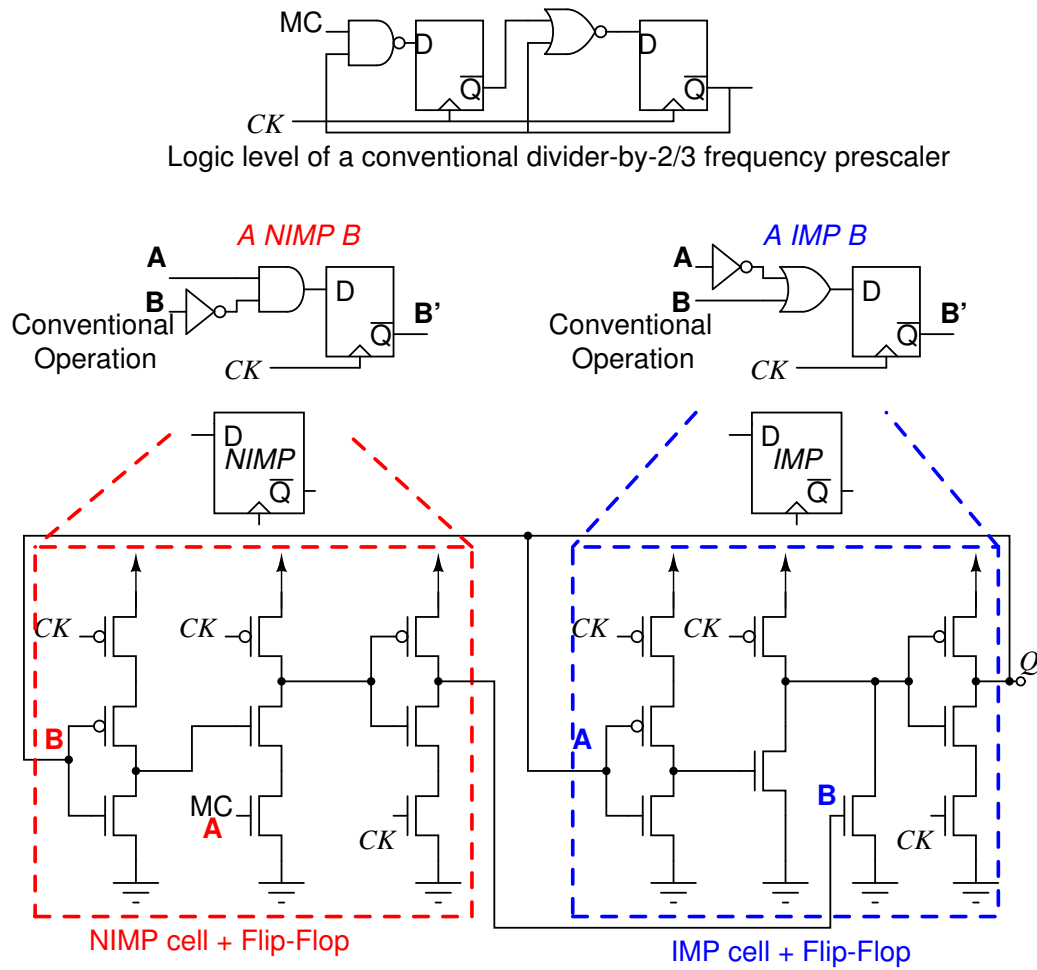 MC
D
Q
D
Q
CK
Logic level of a conventional divider-by-2/3 frequency prescaler
A NIMP B
A IMP B
A
B
D
Q
B’
Conventional
Operation
CK
A
B
D
Q
B’
Conventional
Operation
CK
D
NIMP
Q
D
IMP
Q
CK
CK
CK
CK
Q
B
A
MC
A
CK
B
CK
NIMP cell + Flip-Flop
IMP cell + Flip-Flop